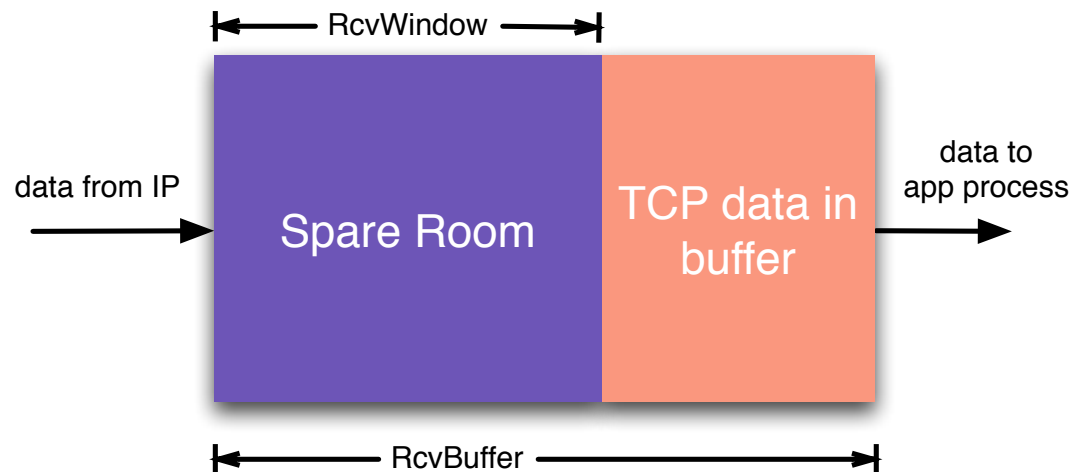 RcvWindow
data from IP
Spare Room
TCP data in
buffer
data to
app process
RcvBuffer